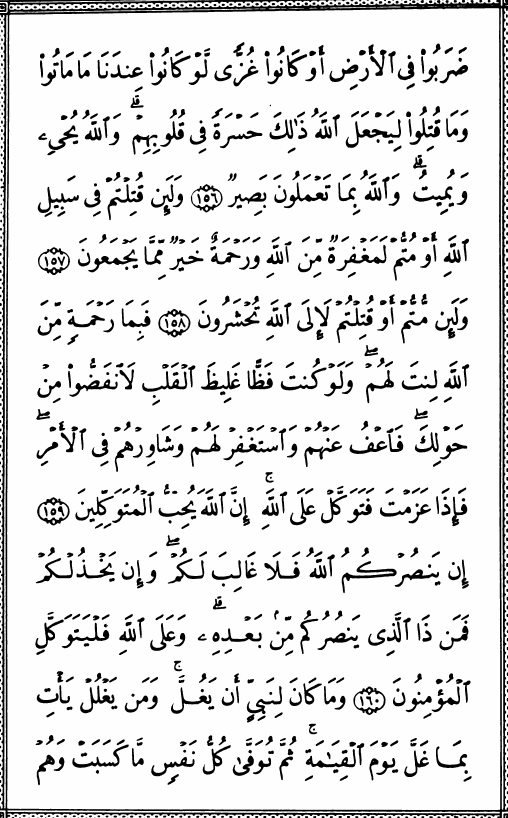 ضَرَبُوا۟ فِى ٱلْأَرْضِ أَوْ كَانُوا۟ غُزًّى لَّوْ كَانُوا۟ عِندَنَا مَا مَاتُوا۟
وَمَا قُتِلُوا۟ لِيَجْعَلَ ٱللَّهُ ذَٰلِكَ حَسْرَةً فِى قُلُوبِهِمْ ۗ وَٱللَّهُ يُحْىِۦ
وَيُمِيتُ ۗ وَٱللَّهُ بِمَا تَعْمَلُونَ بَصِيرٌ ١٥٦ وَلَئِن قُتِلْتُمْ فِى سَبِيلِ
ٱللَّهِ أَوْ مُتُّمْ لَمَغْفِرَةٌ مِّنَ ٱللَّهِ وَرَحْمَةٌ خَيْرٌ مِّمَّا يَجْمَعُونَ ١٥٧
وَلَئِن مُّتُّمْ أَوْ قُتِلْتُمْ لَإِلَى ٱللَّهِ تُحْشَرُونَ ١٥٨ فَبِمَا رَحْمَةٍ مِّنَ
ٱللَّهِ لِنتَ لَهُمْ ۖ وَلَوْ كُنتَ فَظًّا غَلِيظَ ٱلْقَلْبِ لَٱنفَضُّوا۟ مِنْ
حَوْلِكَ ۖ فَٱعْفُ عَنْهُمْ وَٱسْتَغْفِرْ لَهُمْ وَشَاوِرْهُمْ فِى ٱلْأَمْرِ ۖ
فَإِذَا عَزَمْتَ فَتَوَكَّلْ عَلَى ٱللَّهِ ۚ إِنَّ ٱللَّهَ يُحِبُّ ٱلْمُتَوَكِّلِينَ ١٥٩
إِن يَنصُرْكُمُ ٱللَّهُ فَلَا غَالِبَ لَكُمْ ۖ وَإِن يَخْذُلْكُمْ
فَمَن ذَا ٱلَّذِى يَنصُرُكُم مِّنۢ بَعْدِهِۦ ۗ وَعَلَى ٱللَّهِ فَلْيَتَوَكَّلِ
ٱلْمُؤْمِنُونَ ١٦٠ وَمَا كَانَ لِنَبِىٍّ أَن يَغُلَّ ۚ وَمَن يَغْلُلْ يَأْتِ
بِمَا غَلَّ يَوْمَ ٱلْقِيَٰمَةِ ۚ ثُمَّ تُوَفَّىٰ كُلُّ نَفْسٍ مَّا كَسَبَتْ وَهُمْ